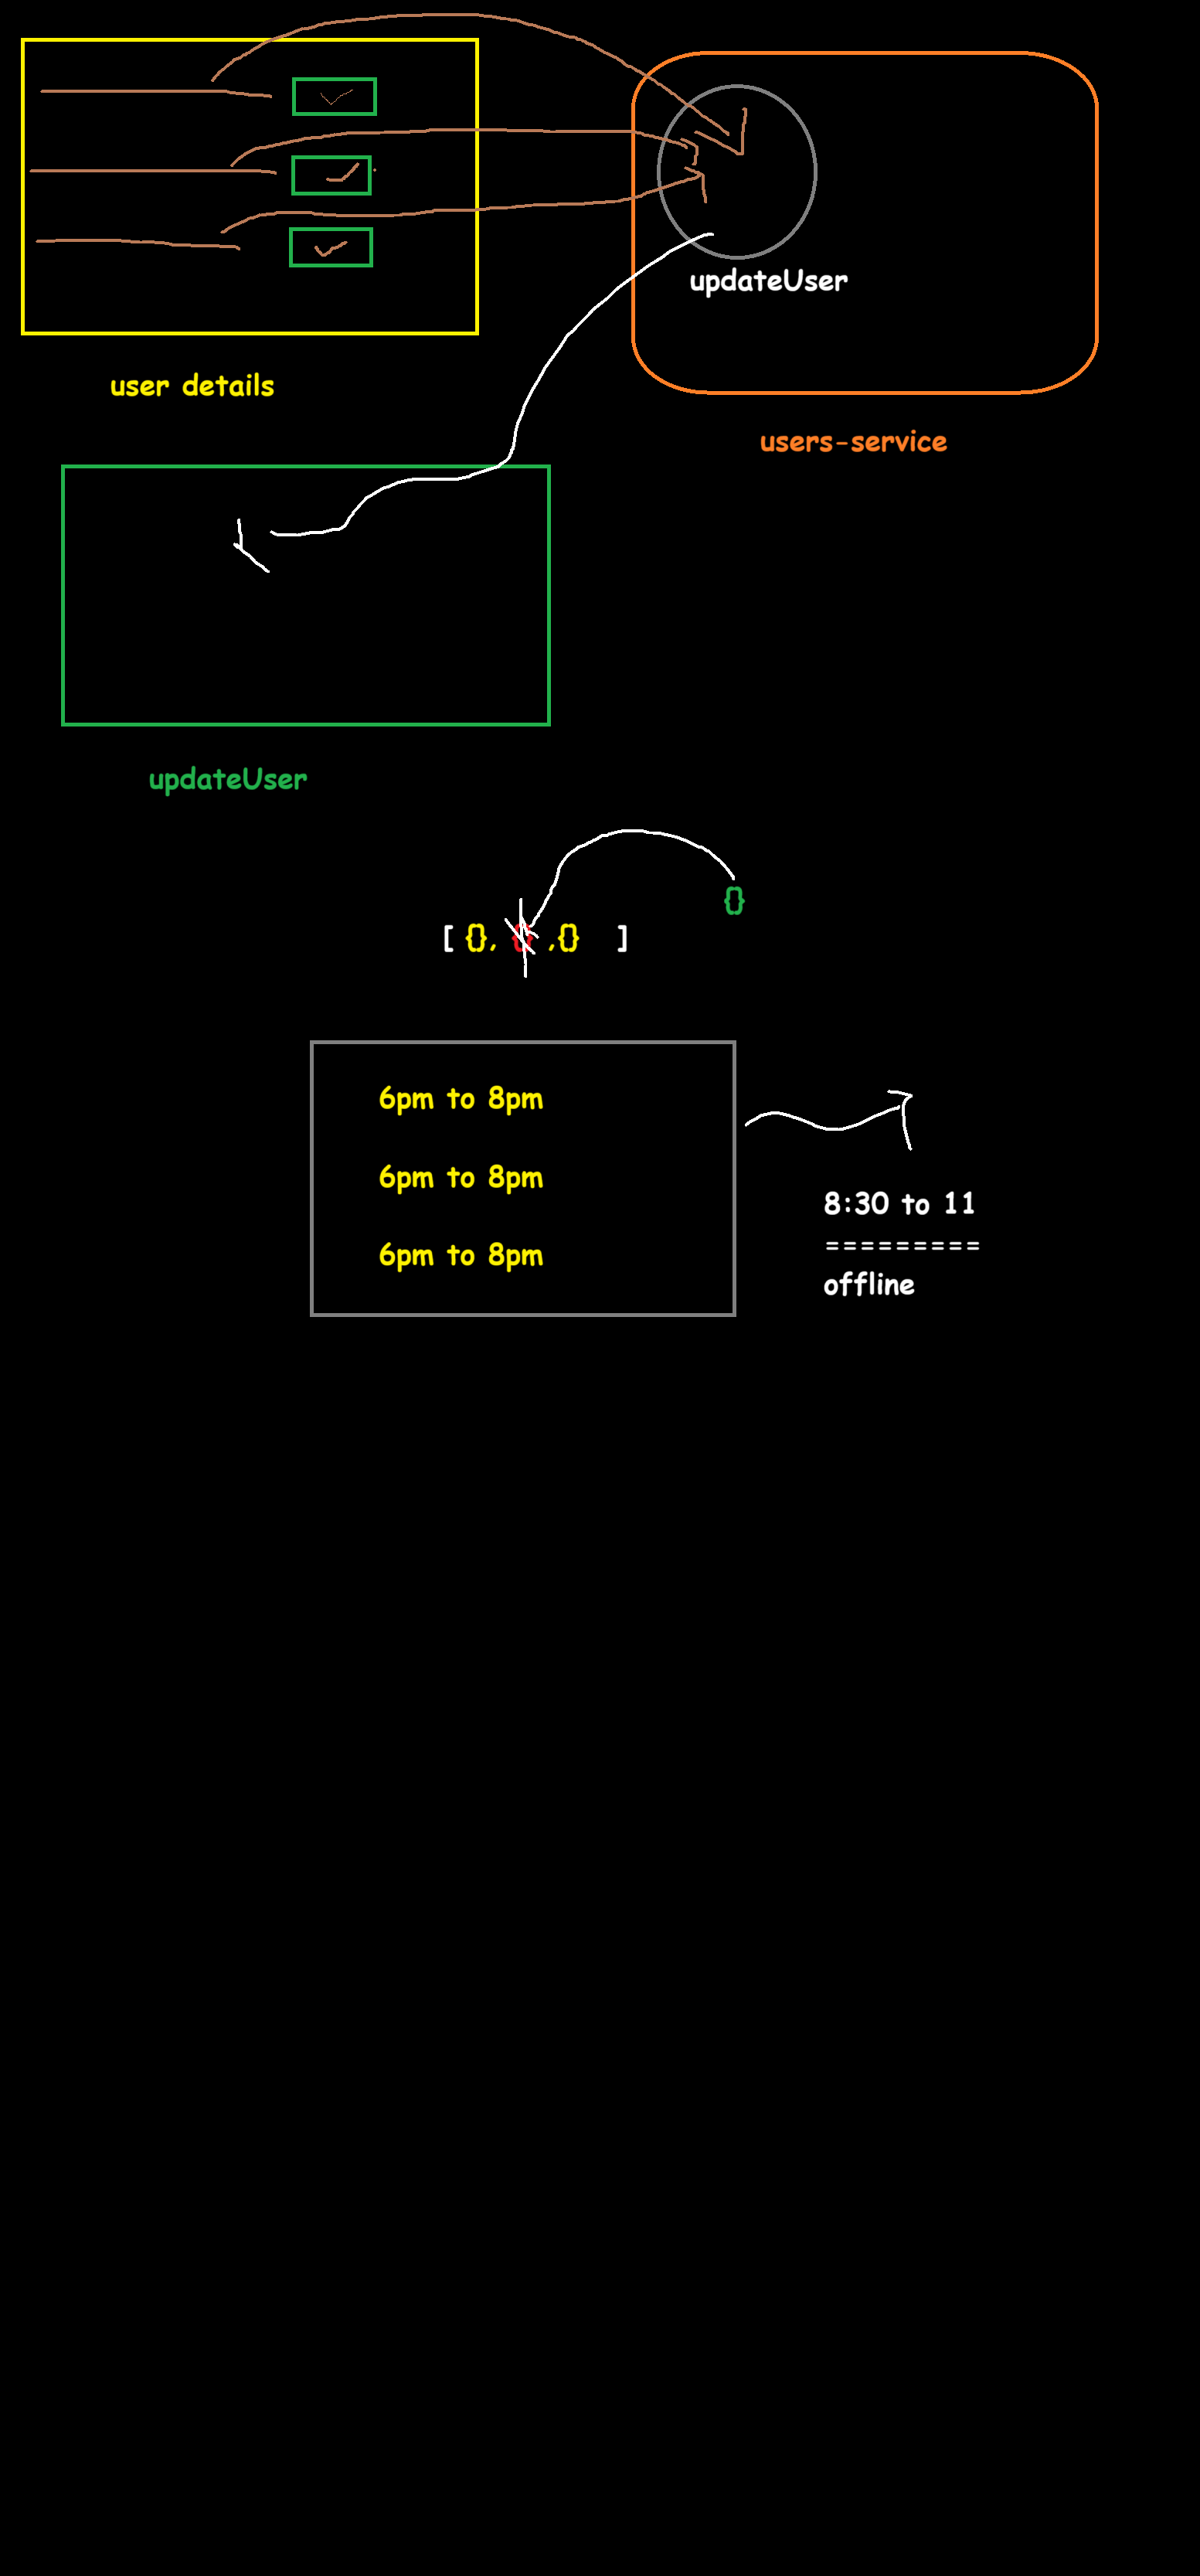 updateUser
user details
users-service
updateUser
{}
[ {}, {} ,{} ]
6pm to 8pm
6pm to 8pm
6pm to 8pm
8:30 to 11
=========
offline